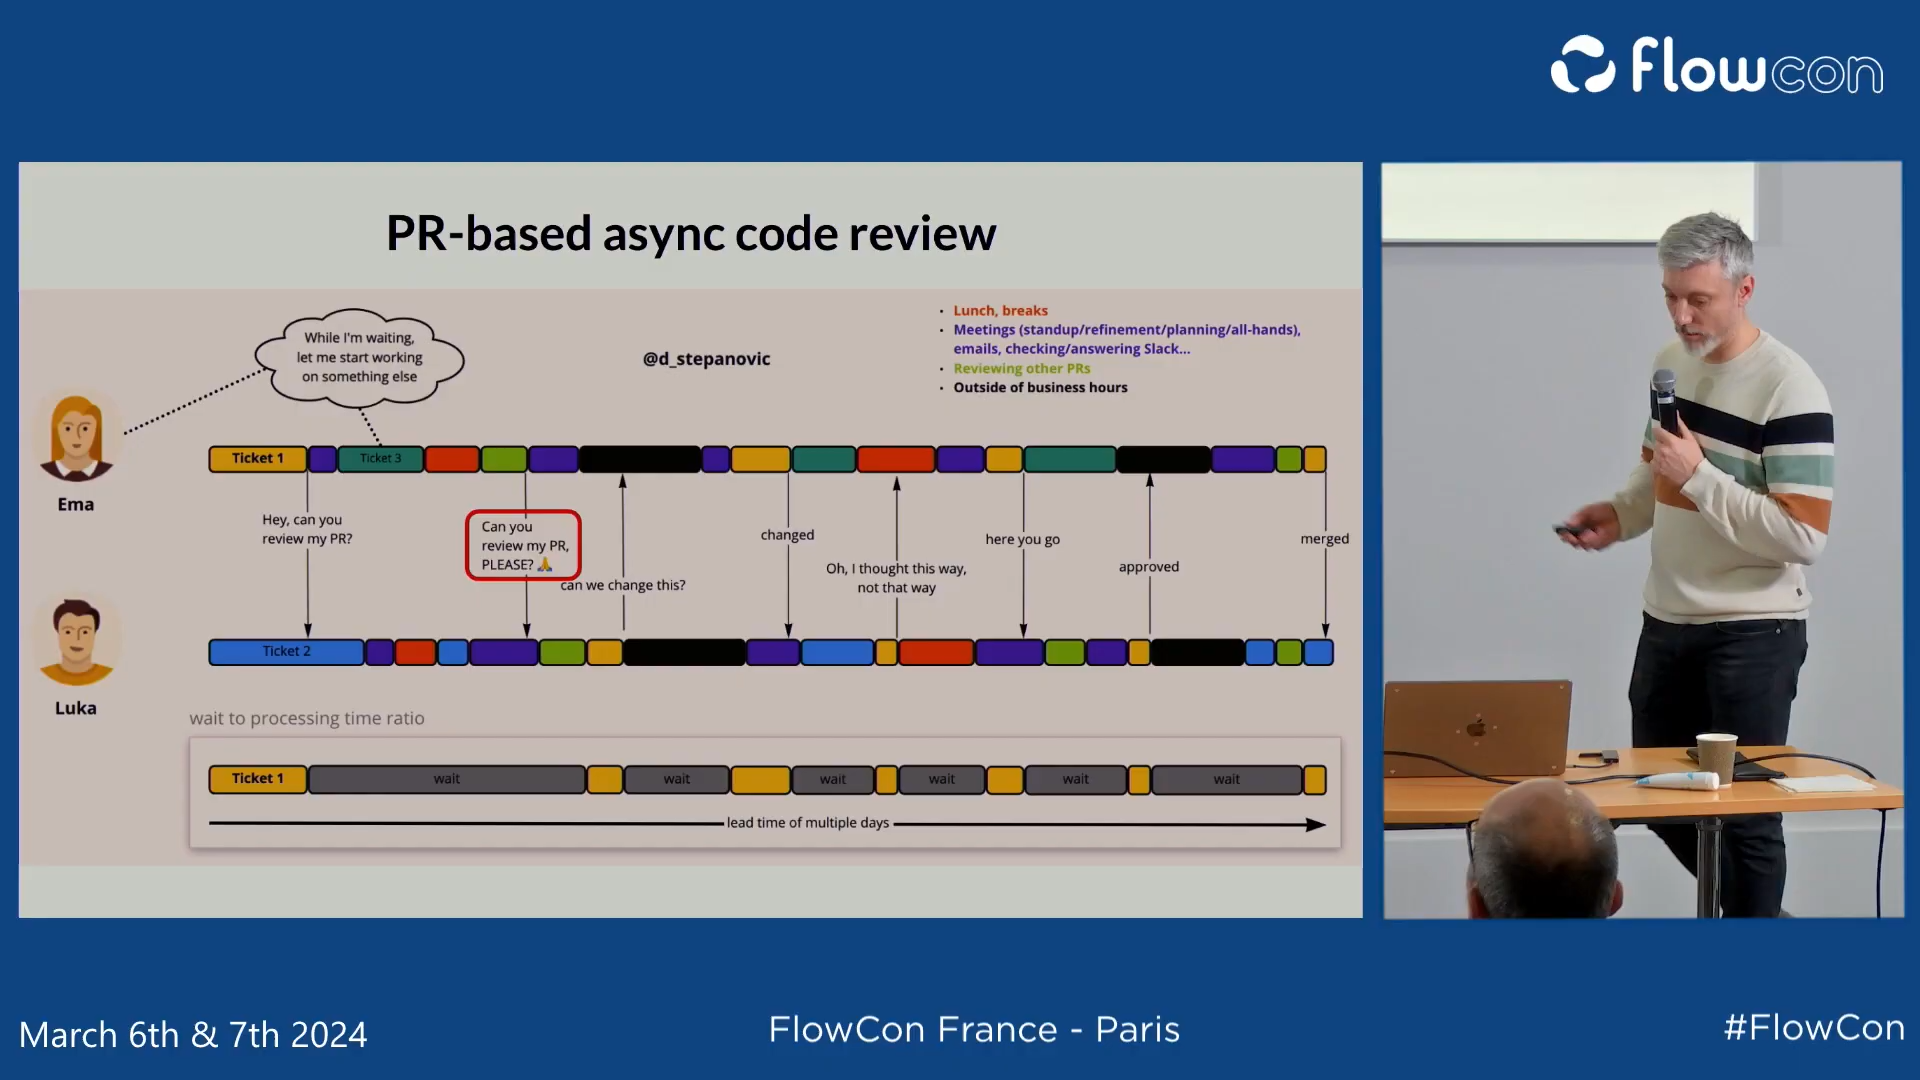 flowcon
PR-based async code review
While I'm waiting,
let me start working
on something else
@d_stepanovic
• Lunch, breaks
• Meetings (standup/refinement/planning/all-hands),
emails, checking/answering Slack...
• Reviewing other PRs
• Outside of business hours
Ticket 1
Ticket 3
Ema
Hey, can you
review my PR?
Can you
review my PR,
PLEASE? 🙏
can we change this?
changed
Oh, I thought this way,
not that way
here you go
approved
merged
Ticket 2
Luka
wait to processing time ratio
Ticket 1 wait wait wait wait wait wait
lead time of multiple days
March 6th & 7th 2024
FlowCon France - Paris
#FlowCon